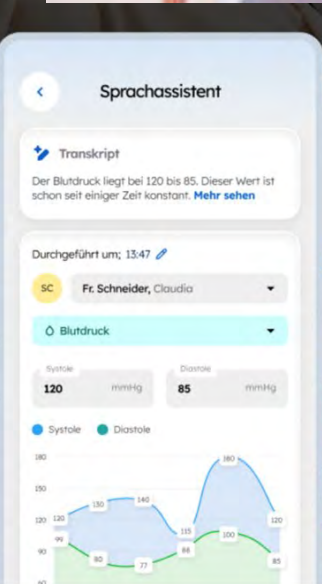 Sprachassistent
Transkript
Der Blutdruck liegt bei 120 bis 85. Dieser Wert ist
schon seit einiger Zeit konstant. Mehr sehen
Durchgeführt um; 13:47
SC Fr. Schneider, Claudia
Blutdruck
Systole Diastole
120 mmHg 85 mmHg
Systole Diastole
180
180
150
150 140
120 120 115 120
99 100
90 88
80 77 85
60